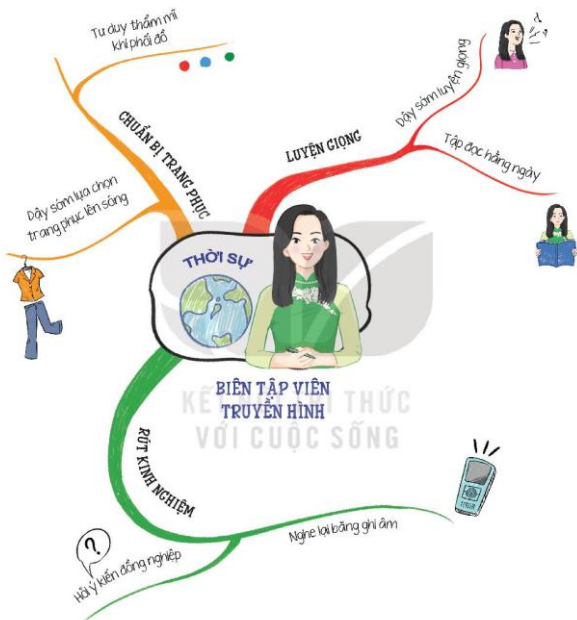 Tư duy thẩm mĩ
khi phối đồ
CHUẨN BỊ TRANG PHỤC
Dậy sớm lựa chọn
trang phục lên sóng
LUYỆN GIỌNG
Dậy sớm luyện giọng
Tập đọc hằng ngày
THỜI SỰ
BIÊN TẬP VIÊN
TRUYỀN HÌNH
KẾT NỐI TRI THỨC
VỚI CUỘC SỐNG
RÚT KINH NGHIỆM
?
Hỏi ý kiến đồng nghiệp
Nghe lại băng ghi âm